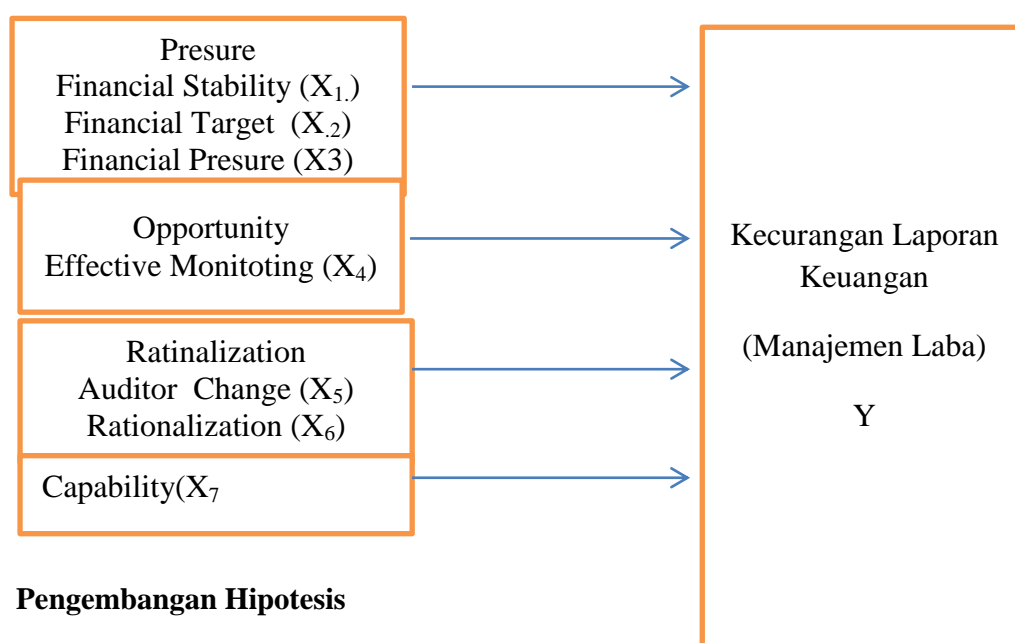 Presure
Financial Stability (X1.)
Financial Target (X.2)
Financial Presure (X3)
Opportunity
Effective Monitoting (X4)
Ratinalization
Auditor Change (X5)
Rationalization (X6)
Capability(X7
Kecurangan Laporan
Keuangan
(Manajemen Laba)
Y
Pengembangan Hipotesis